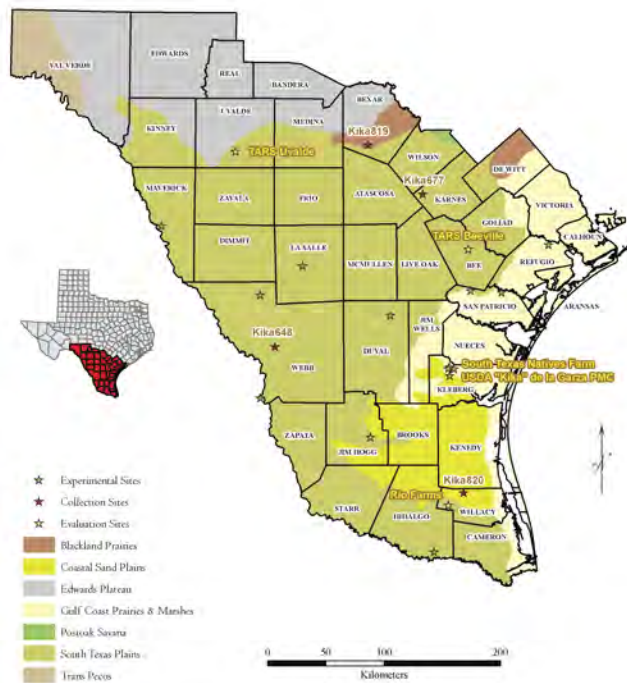 VAL VERDE
EDWARDS
REAL
BANDERA
BEXAR
KINNEY
UVALDE
MEDINA
Kika819
TARS Uvalde
WILSON
DEWITT
MAVERICK
ZAVALA
FRIO
ATASCOSA
Kika677
KARNES
VICTORIA
GOLIAD
CALHOUN
DIMMIT
LA SALLE
MCMULLEN
LIVE OAK
TARS Beeville
BEE
REFUGIO
SAN PATRICIO
ARANSAS
Kika648
WEBB
DUVAL
JIM
WELLS
NUECES
South Texas Natives Farm
USDA "Kika" de la Garza PMC
KLEBERG
ZAPATA
JIM HOGG
BROOKS
KENEDY
Kika820
Rio Farms
STARR
HIDALGO
WILLACY
CAMERON
Experimental Sites
Collection Sites
Evaluation Sites
Blackland Prairies
Coastal Sand Plains
Edwards Plateau
Gulf Coast Prairies & Marshes
Postoak Savana
South Texas Plains
Trans Pecos
0 50 100 200
Kilometers